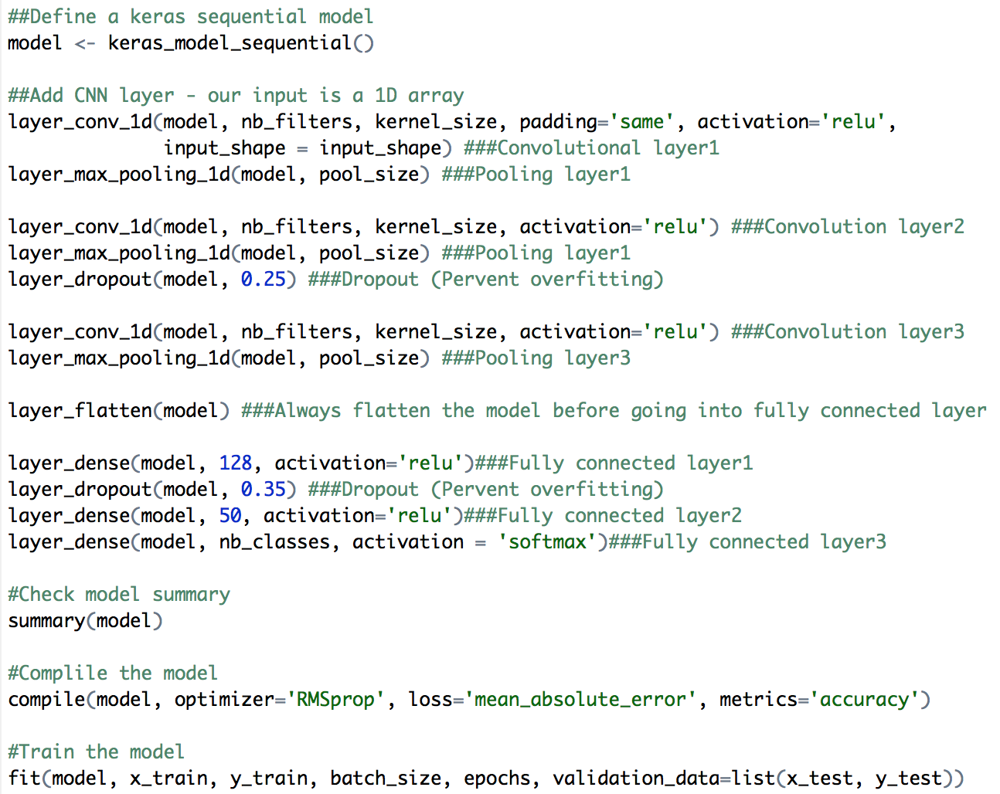 ##Define a keras sequential model
model <- keras_model_sequential()
##Add CNN layer - our input is a 1D array
layer_conv_1d(model, nb_filters, kernel_size, padding='same', activation='relu',
input_shape = input_shape) ###Convolutional layer1
layer_max_pooling_1d(model, pool_size) ###Pooling layer1
layer_conv_1d(model, nb_filters, kernel_size, activation='relu') ###Convolution layer2
layer_max_pooling_1d(model, pool_size) ###Pooling layer1
layer_dropout(model, 0.25) ###Dropout (Pervent overfitting)
layer_conv_1d(model, nb_filters, kernel_size, activation='relu') ###Convolution layer3
layer_max_pooling_1d(model, pool_size) ###Pooling layer3
layer_flatten(model) ###Always flatten the model before going into fully connected layer
layer_dense(model, 128, activation='relu')###Fully connected layer1
layer_dropout(model, 0.35) ###Dropout (Pervent overfitting)
layer_dense(model, 50, activation='relu')###Fully connected layer2
layer_dense(model, nb_classes, activation = 'softmax')###Fully connected layer3
#Check model summary
summary(model)
#Complile the model
compile(model, optimizer='RMSprop', loss='mean_absolute_error', metrics='accuracy')
#Train the model
fit(model, x_train, y_train, batch_size, epochs, validation_data=list(x_test, y_test))